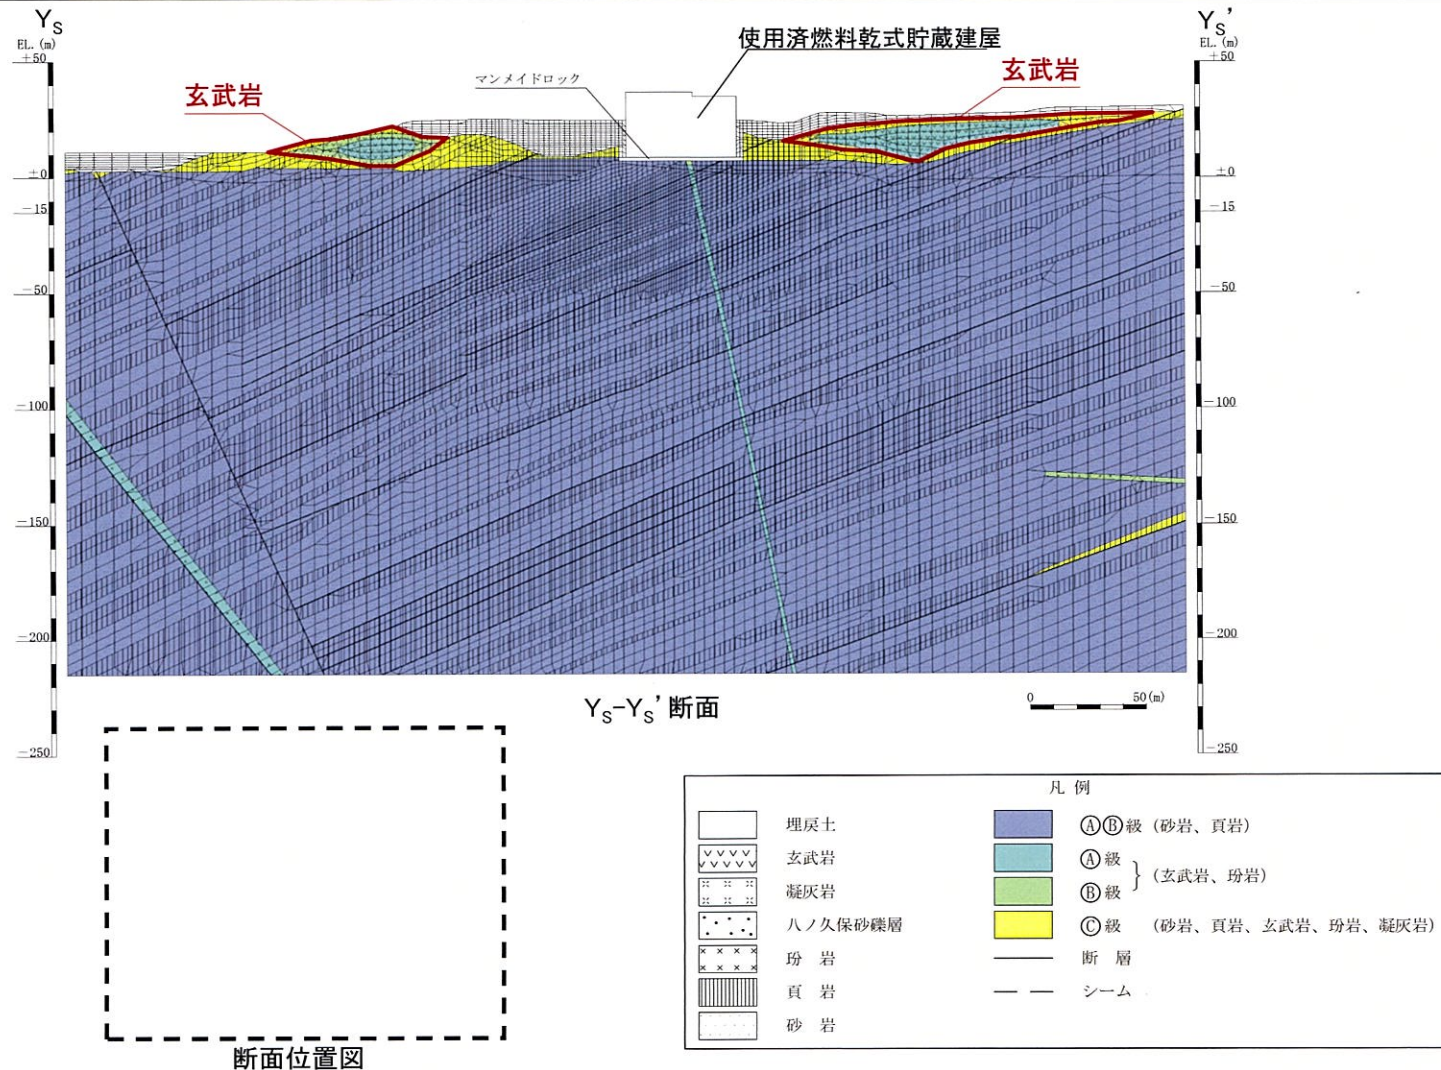 Ys
Ys'
EL.(m)
EL.(m)
+50
+50
使用済燃料乾式貯蔵建屋
マンメイドロック
玄武岩
玄武岩
±0
±0
-15
-15
-50
-50
-100
-100
-150
-150
-200
-200
-250
-250
Ys-Ys'断面
0 50(m)
断面位置図
凡 例
埋戻土
玄武岩
凝灰岩
八ノ久保砂礫層
玢 岩
頁 岩
砂 岩
ⒶⒷ級 (砂岩、頁岩)
Ⓐ級
Ⓑ級
(玄武岩、玢岩)
Ⓒ級 (砂岩、頁岩、玄武岩、玢岩、凝灰岩)
断 層
シーム